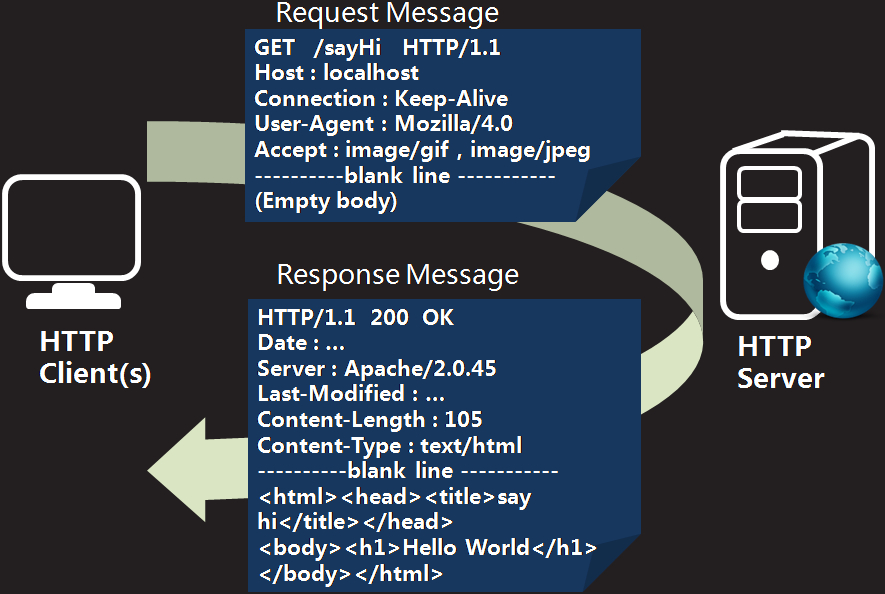 Request Message
GET /sayHi HTTP/1.1
Host : localhost
Connection : Keep-Alive
User-Agent : Mozilla/4.0
Accept : image/gif , image/jpeg
----------blank line -----------
(Empty body)
HTTP
Client(s)
Response Message
HTTP/1.1 200 OK
Date : ...
Server : Apache/2.0.45
Last-Modified : ...
Content-Length : 105
Content-Type : text/html
----------blank line -----------
<html><head><title>say
hi</title></head>
<body><h1>Hello World</h1>
</body></html>
HTTP
Server